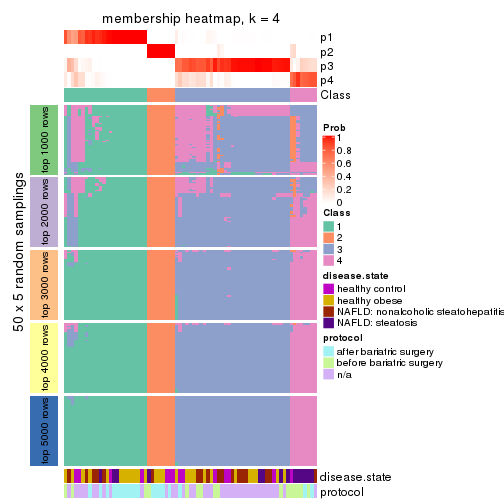 membership heatmap, k = 4
p1
p2
p3
p4
Class
50 x 5 random samplings
top 1000 rows
top 2000 rows
top 3000 rows
top 4000 rows
top 5000 rows
Prob
1
0.8
0.6
0.4
0.2
0
Class
1
2
3
4
disease.state
healthy control
healthy obese
NAFLD: nonalcoholic steatohepatitis
NAFLD: steatosis
protocol
after bariatric surgery
before bariatric surgery
n/a
disease.state
protocol